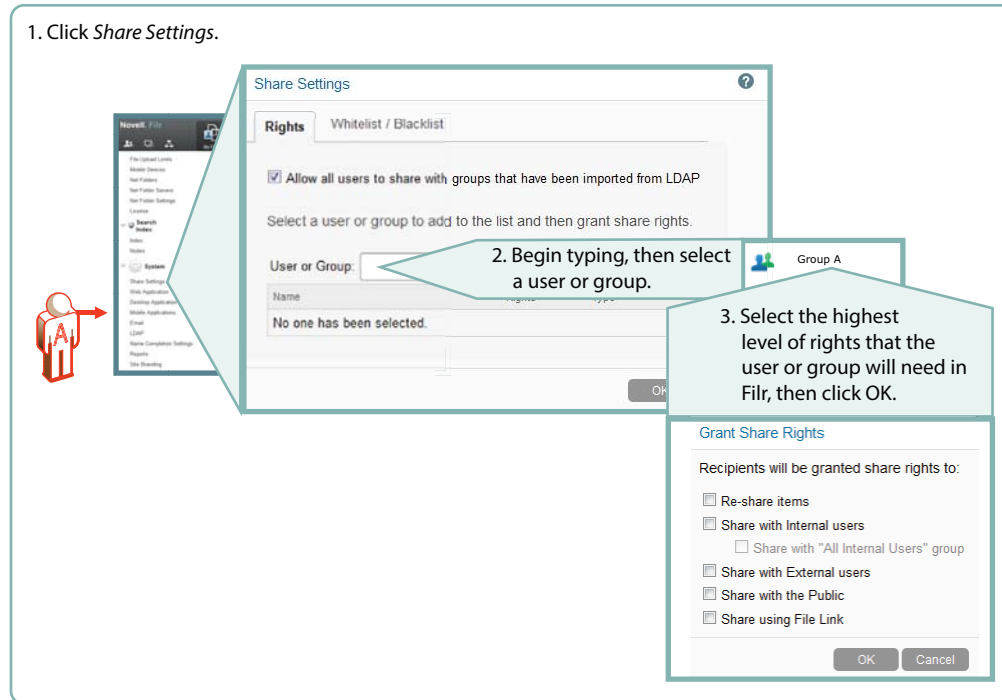 1. Click Share Settings.
Share Settings
?
Rights
Whitelist / Blacklist
Allow all users to share with groups that have been imported from LDAP
Select a user or group to add to the list and then grant share rights.
User or Group:
2. Begin typing, then select
a user or group.
Group A
Name
No one has been selected.
OK
3. Select the highest
level of rights that the
user or group will need in
Filr, then click OK.
Novell Filr
File Upload Limits
Mobile Devices
Net Folders
Net Folder Servers
Net Folder Settings
License
Search
Index
Index
Nodes
System
Share Settings
Web Application
Desktop Application
Mobile Applications
Email
LDAP
Name Completion Settings
Reports
Site Branding
A
Grant Share Rights
Recipients will be granted share rights to:
Re-share items
Share with Internal users
Share with "All Internal Users" group
Share with External users
Share with the Public
Share using File Link
OK
Cancel